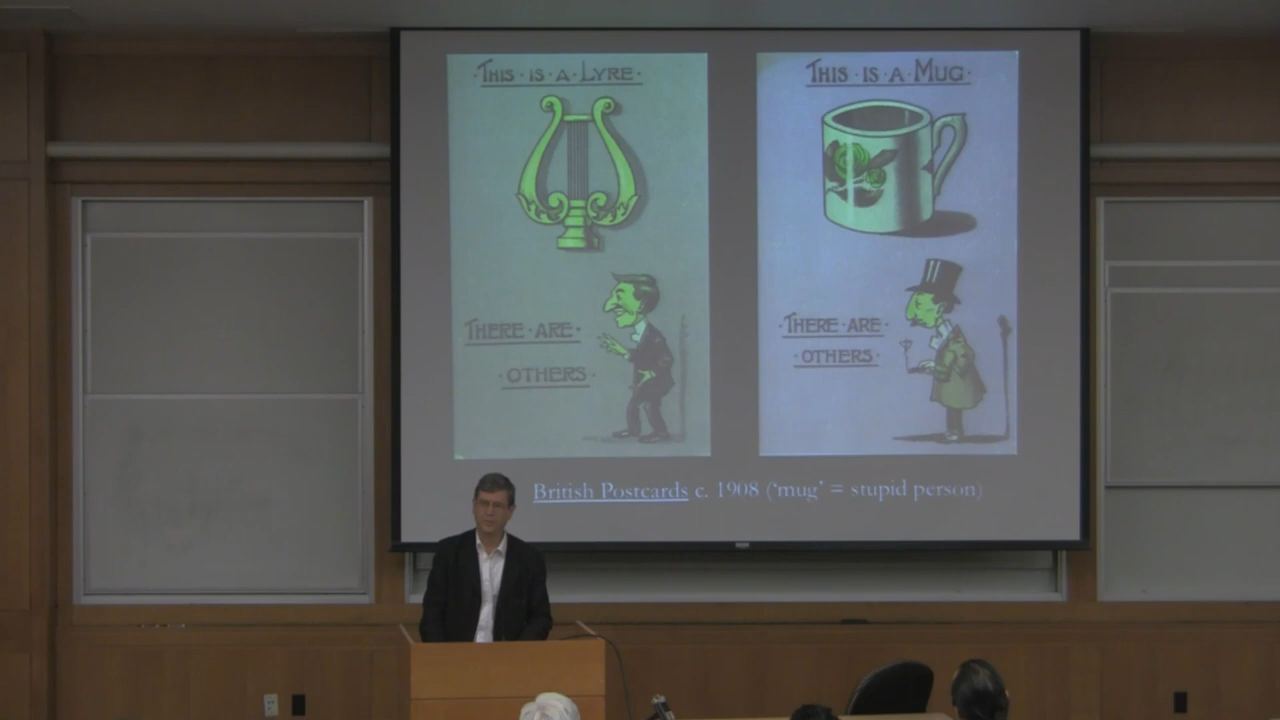 ·THIS·IS·A·LYRE·
THERE·ARE·
·OTHERS·
·THIS·IS·A·MUG·
·THERE·ARE·
·OTHERS·
British Postcards c. 1908 (‘mug’ = stupid person)